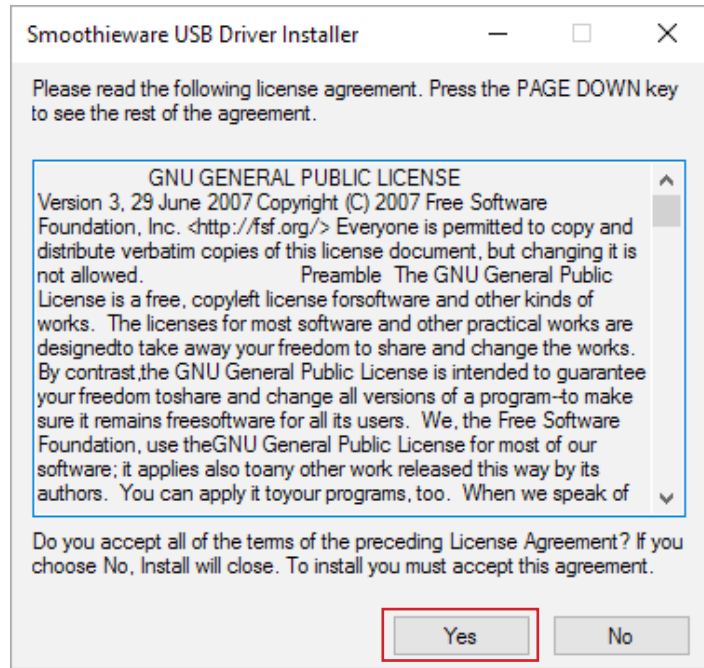 Smoothieware USB Driver Installer
Please read the following license agreement. Press the PAGE DOWN key
to see the rest of the agreement.
GNU GENERAL PUBLIC LICENSE
Version 3, 29 June 2007 Copyright (C) 2007 Free Software
Foundation, Inc. <http://fsf.org/> Everyone is permitted to copy and
distribute verbatim copies of this license document, but changing it is
not allowed. Preamble The GNU General Public
License is a free, copyleft license forsoftware and other kinds of
works. The licenses for most software and other practical works are
designedto take away your freedom to share and change the works.
By contrast,the GNU General Public License is intended to guarantee
your freedom toshare and change all versions of a program--to make
sure it remains freesoftware for all its users. We, the Free Software
Foundation, use theGNU General Public License for most of our
software; it applies also toany other work released this way by its
authors. You can apply it toyour programs, too. When we speak of
Do you accept all of the terms of the preceding License Agreement? If you
choose No, Install will close. To install you must accept this agreement.
Yes No